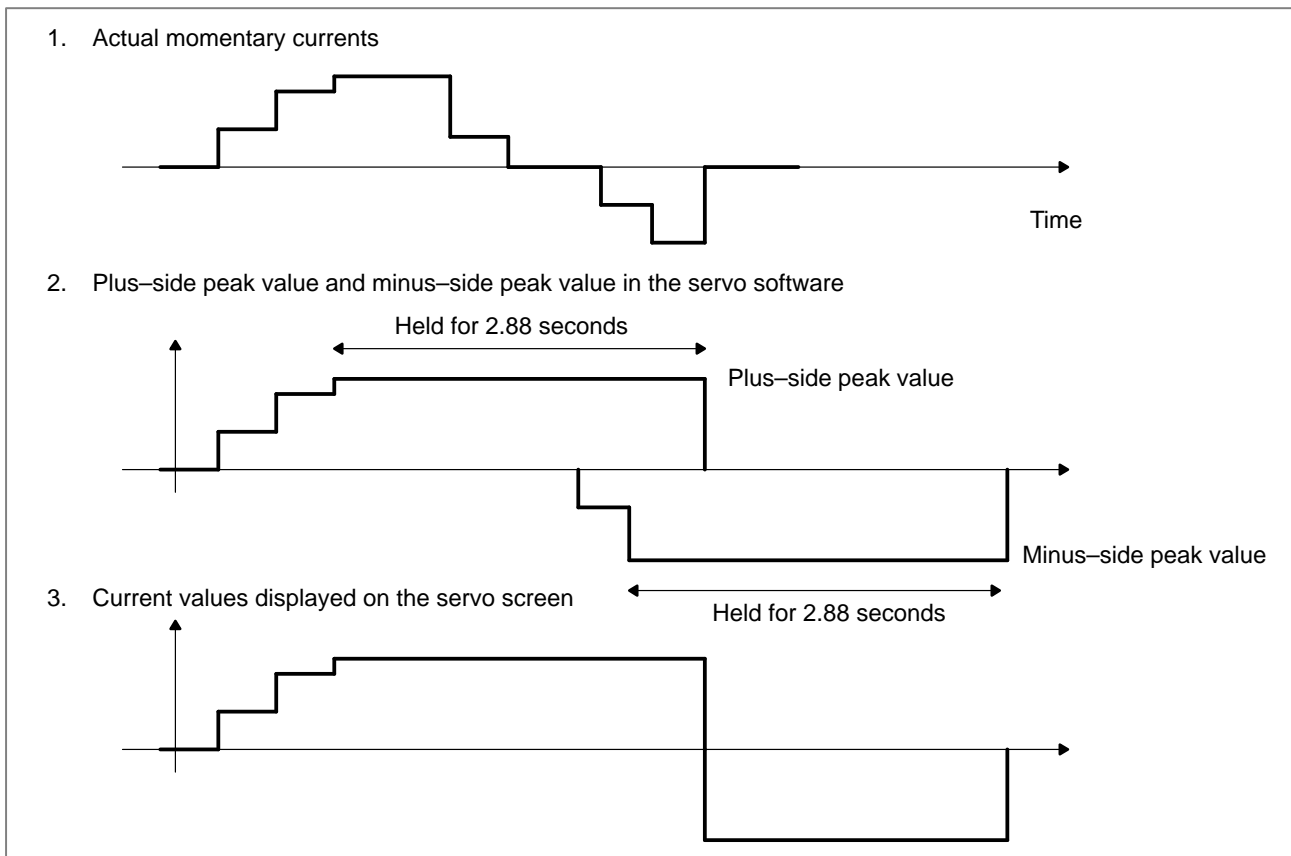 1. Actual momentary currents
Time
2. Plus–side peak value and minus–side peak value in the servo software
Held for 2.88 seconds
Plus–side peak value
Minus–side peak value
3. Current values displayed on the servo screen
Held for 2.88 seconds